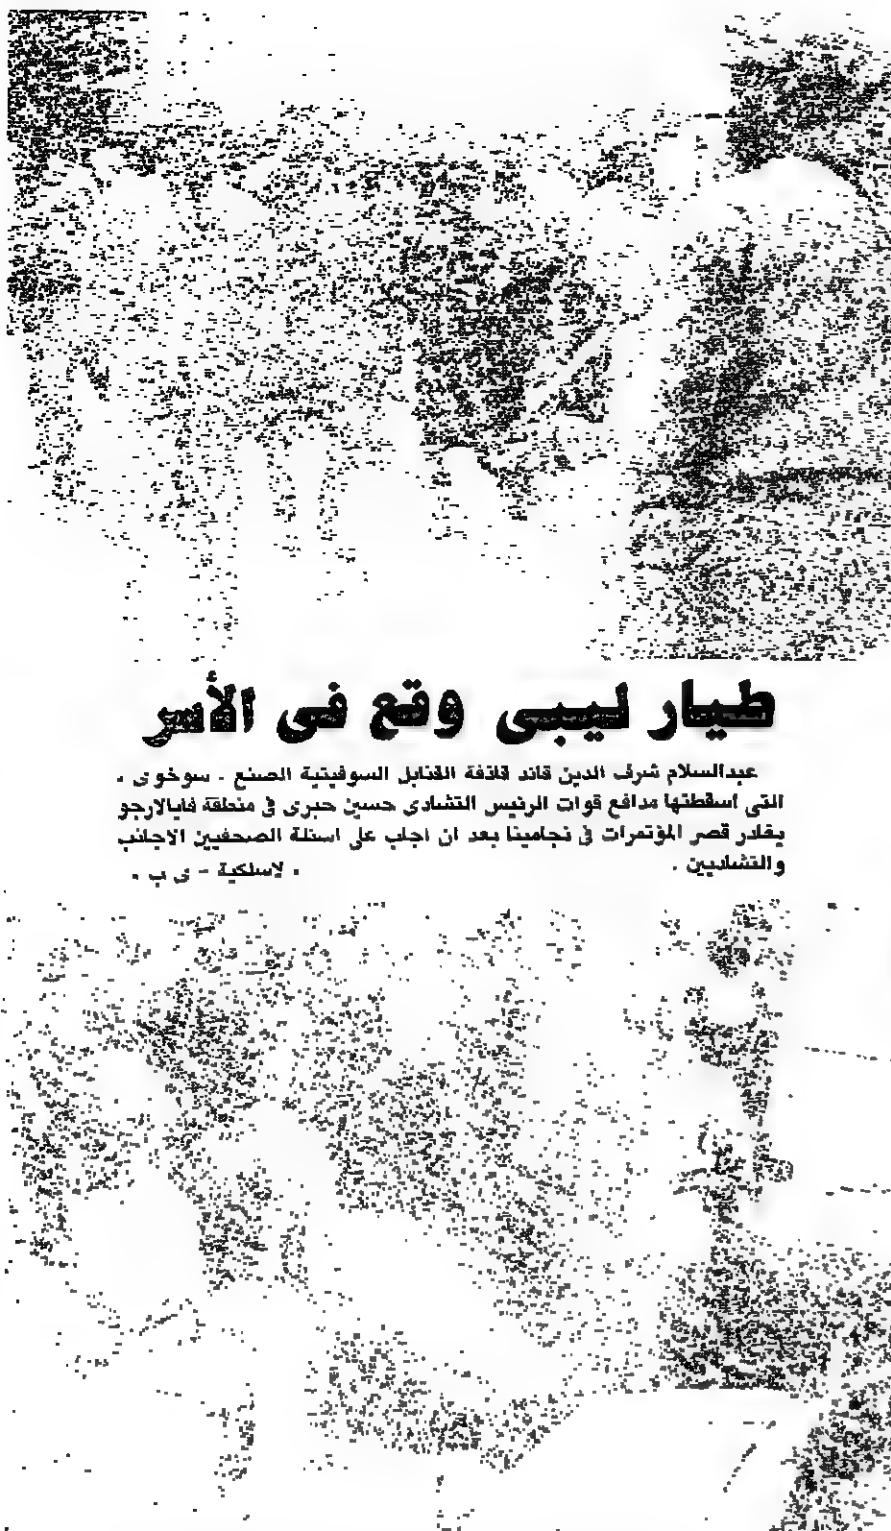 طيار ليبى وقع فى الأسر
عبدالسلام شرف الدين قائد قاذفة القنابل السوفيتية الصنع « سوخوى »
التى اسقطتها مدافع قوات الرئيس التشادى حسين حبرى فى منطقة فايالارجو
يغادر قصر المؤتمرات فى نجامينا بعد ان اجاب على اسئلة الصحفيين الاجانب
والتشاديين .
« لاسلكية - ى ب »